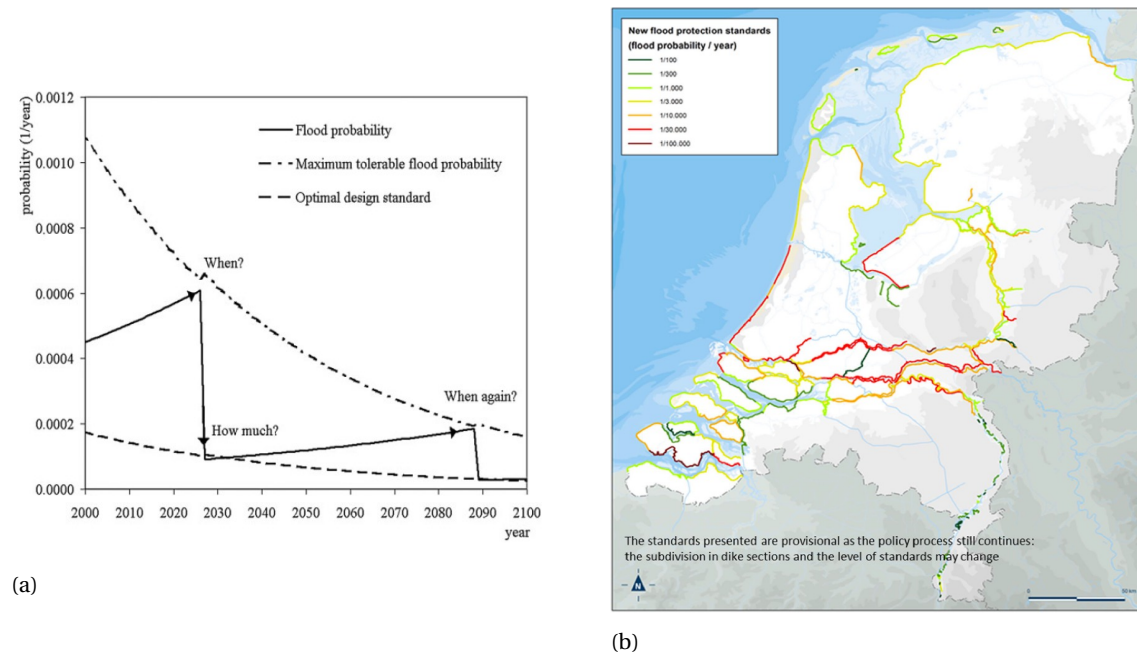 0.0012
0.0010
0.0008
0.0006
0.0004
0.0002
0.0000
probability (1/year)
Flood probability
Maximum tolerable flood probability
Optimal design standard
When?
How much?
When again?
2000 2010 2020 2030 2040 2050 2060 2070 2080 2090 2100
year
(a)
New flood protection standards
(flood probability / year)
1/100
1/300
1/1.000
1/3.000
1/10.000
1/30.000
1/100.000
The standards presented are provisional as the policy process still continues:
the subdivision in dike sections and the level of standards may change
N
0 50 km
(b)